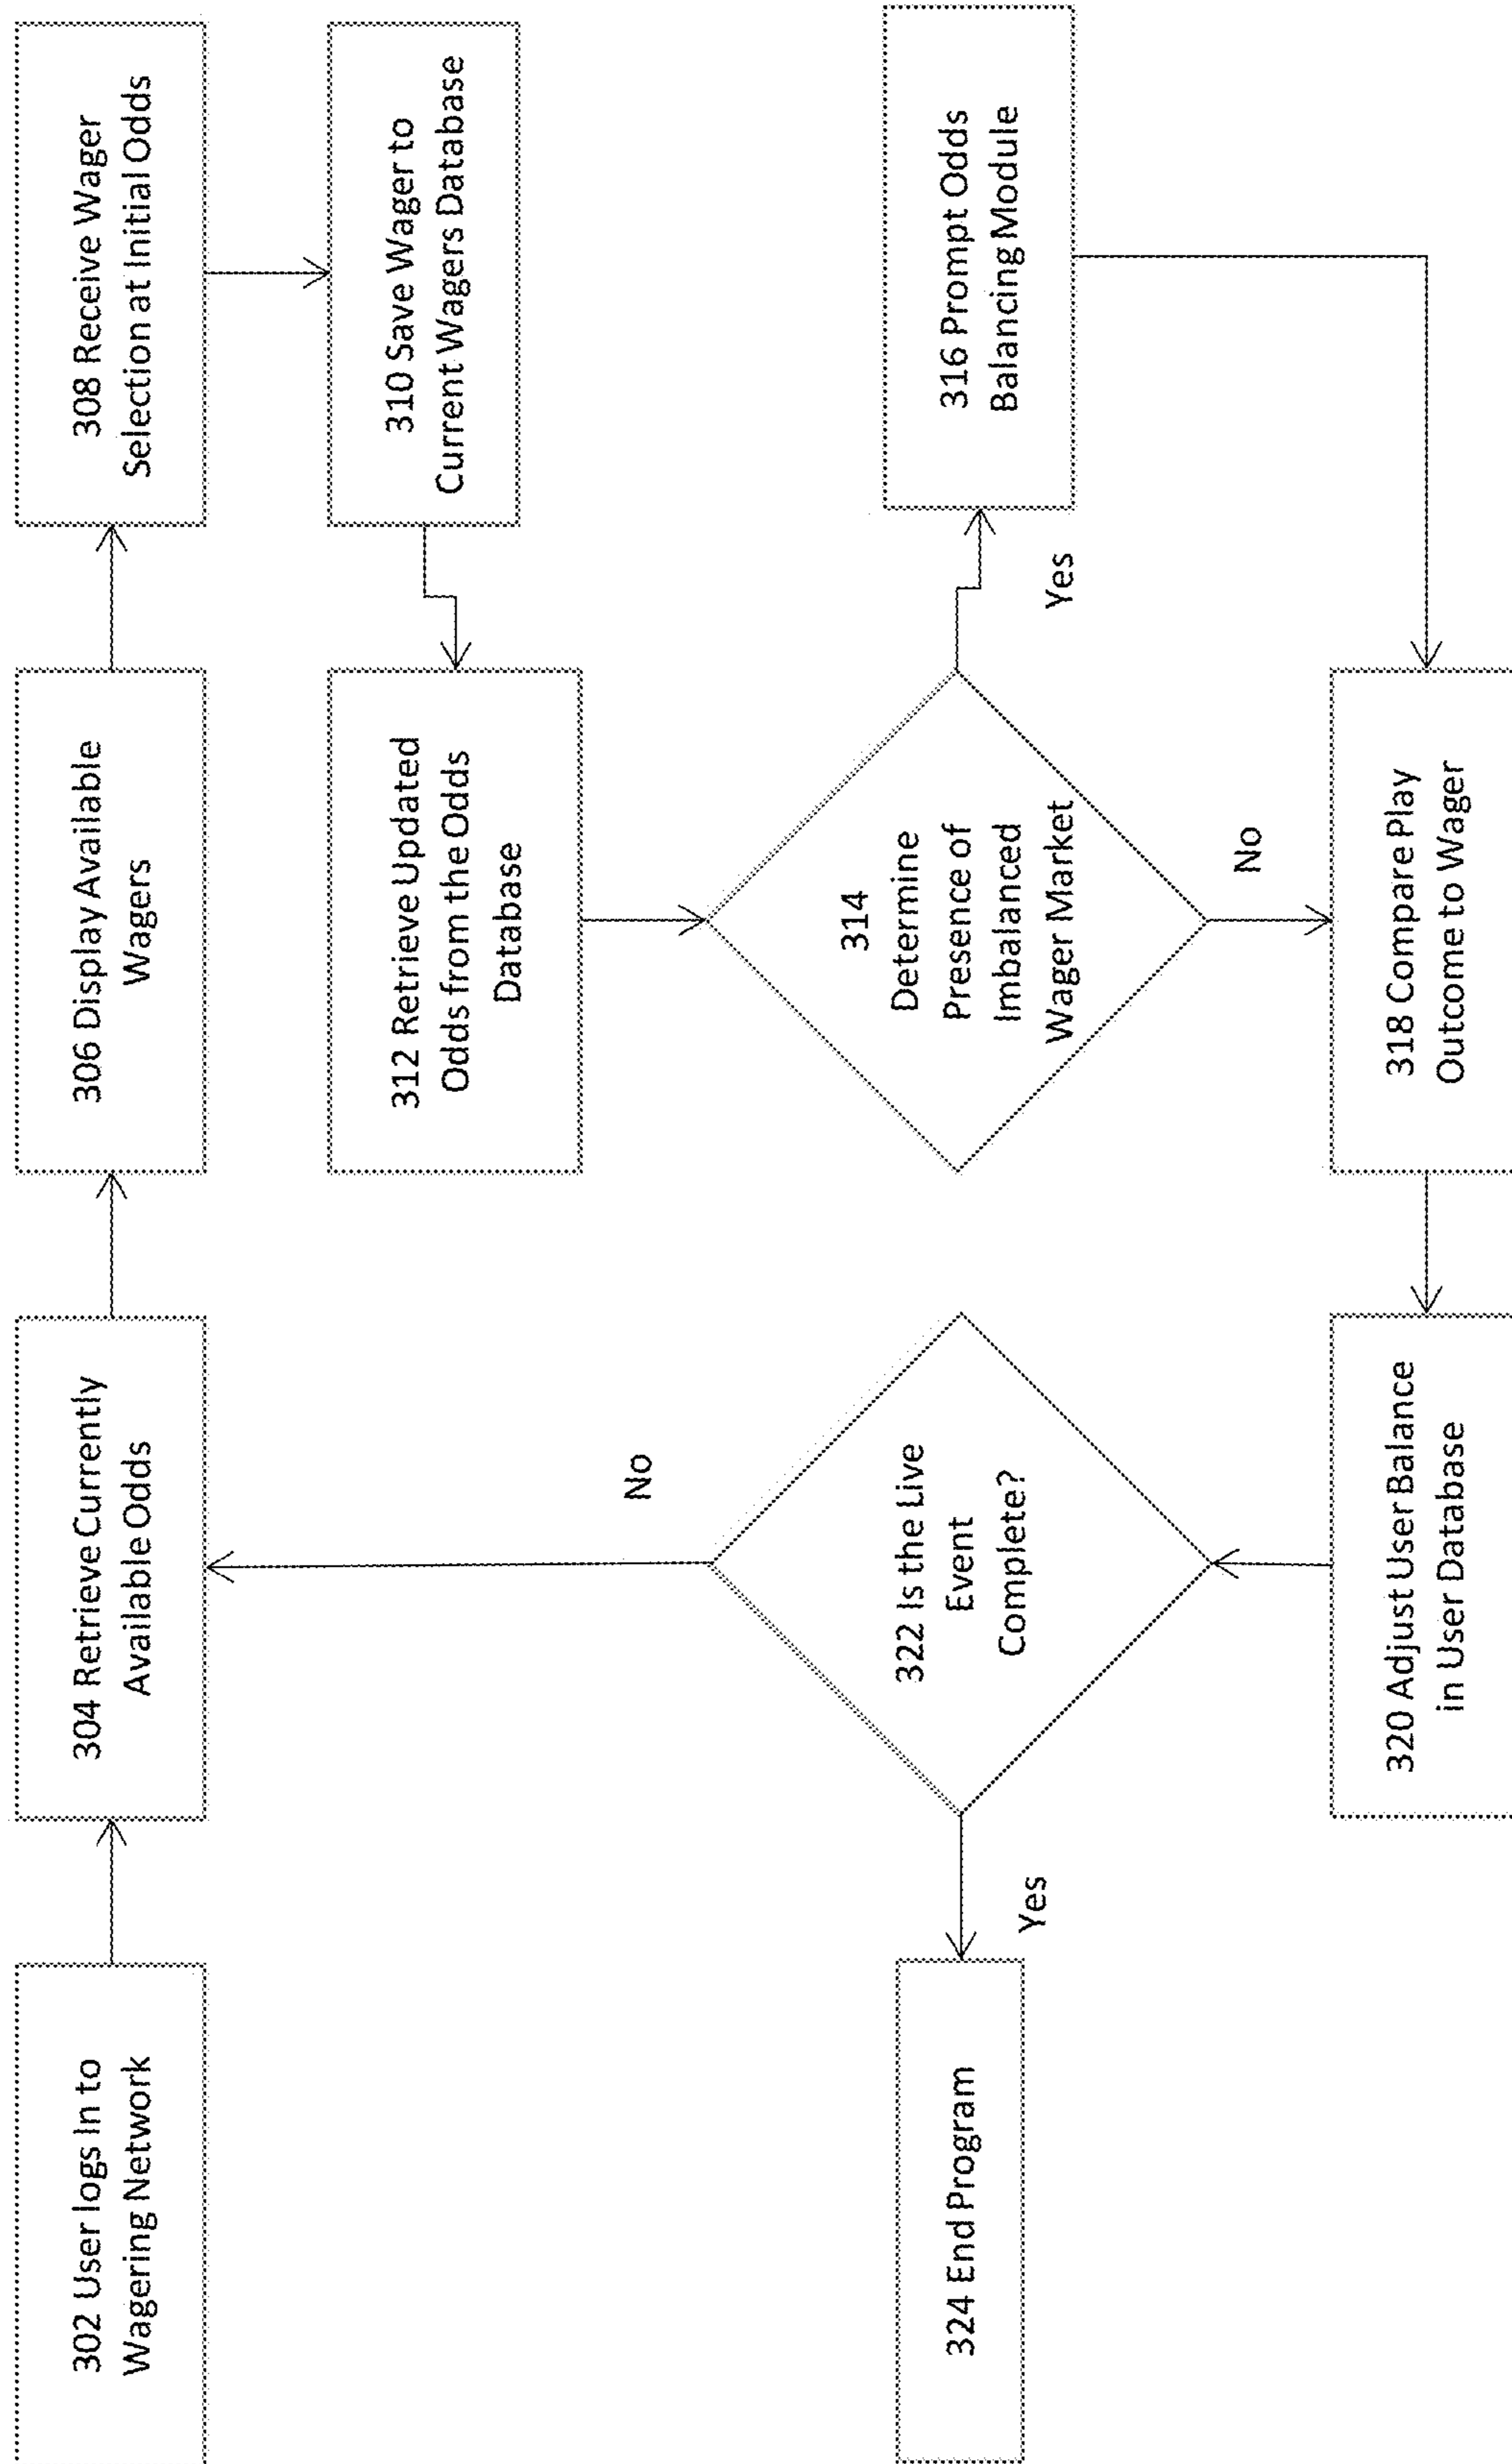 302 User logs In to
Wagering Network
304 Retrieve Currently
Available Odds
306 Display Available
Wagers
308 Receive Wager
Selection at Initial Odds
310 Save Wager to
Current Wagers Database
312 Retrieve Updated
Odds from the Odds
Database
314
Determine
Presence of
Imbalanced
Wager Market
Yes
316 Prompt Odds
Balancing Module
No
318 Compare Play
Outcome to Wager
320 Adjust User Balance
in User Database
322 Is the Live
Event
Complete?
No
Yes
324 End Program